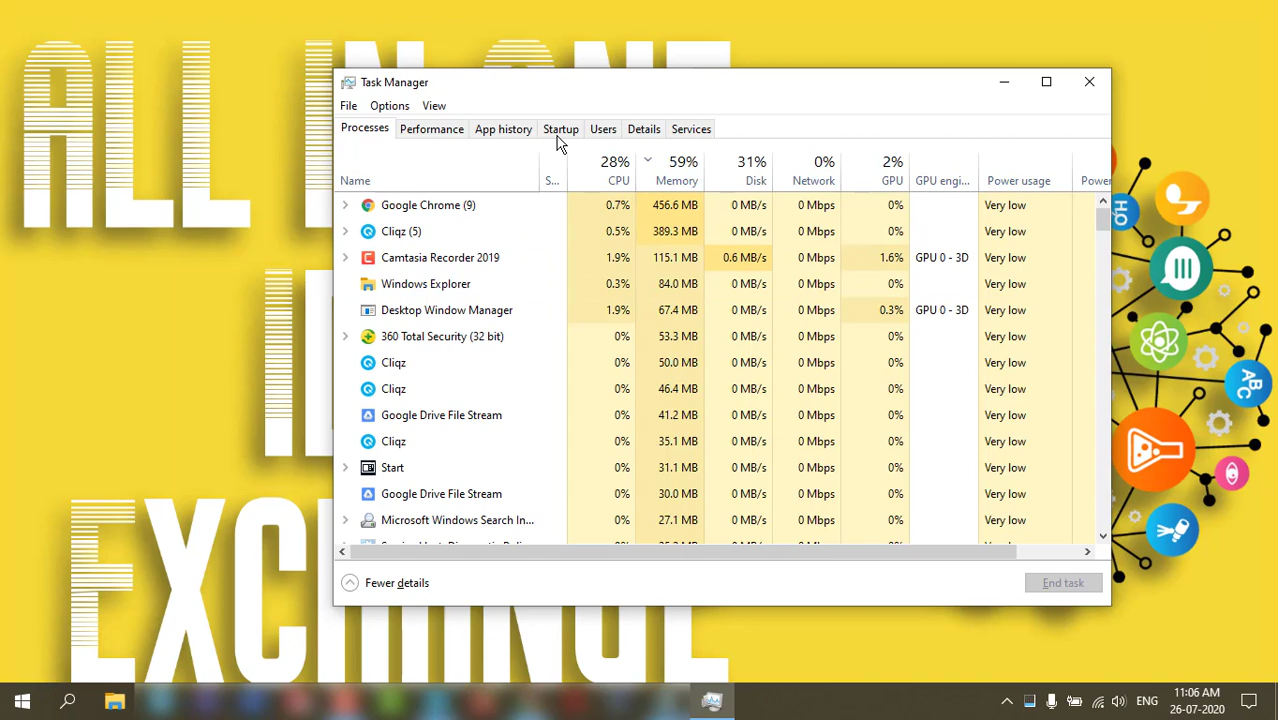 ALL IN ONE
Task Manager
File Options View
Processes Performance App history Startup Users Details Services
28% 59% 31% 0% 2%
Name S... CPU Memory Disk Network GPU GPU engi... Power usage Power
Google Chrome (9) 0.7% 456.6 MB 0 MB/s 0 Mbps 0% Very low
Cliqz (5) 0.5% 389.3 MB 0 MB/s 0 Mbps 0% Very low
Camtasia Recorder 2019 1.9% 115.1 MB 0.6 MB/s 0 Mbps 1.6% GPU 0 - 3D Very low
Windows Explorer 0.3% 84.0 MB 0 MB/s 0 Mbps 0% Very low
Desktop Window Manager 1.9% 67.4 MB 0 MB/s 0 Mbps 0.3% GPU 0 - 3D Very low
360 Total Security (32 bit) 0% 53.3 MB 0 MB/s 0 Mbps 0% Very low
Cliqz 0% 50.0 MB 0 MB/s 0 Mbps 0% Very low
Cliqz 0% 46.4 MB 0 MB/s 0 Mbps 0% Very low
Google Drive File Stream 0% 41.2 MB 0 MB/s 0 Mbps 0% Very low
Cliqz 0% 35.1 MB 0 MB/s 0 Mbps 0% Very low
Start 0% 31.1 MB 0 MB/s 0 Mbps 0% Very low
Google Drive File Stream 0% 30.0 MB 0 MB/s 0 Mbps 0% Very low
Microsoft Windows Search In... 0% 27.1 MB 0 MB/s 0 Mbps 0% Very low
Fewer details End task
H2O
ABC
EXCHANGE
ENG
11:06 AM
26-07-2020